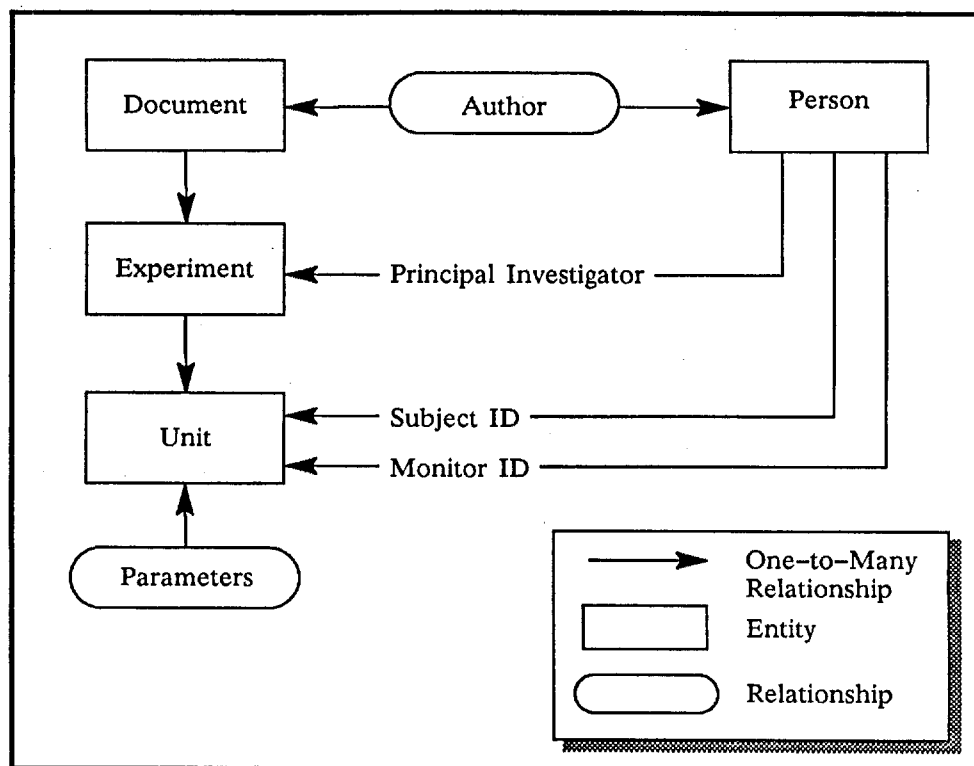 Document
Author
Person
Experiment
Principal Investigator
Unit
Subject ID
Monitor ID
Parameters
One-to-Many
Relationship
Entity
Relationship